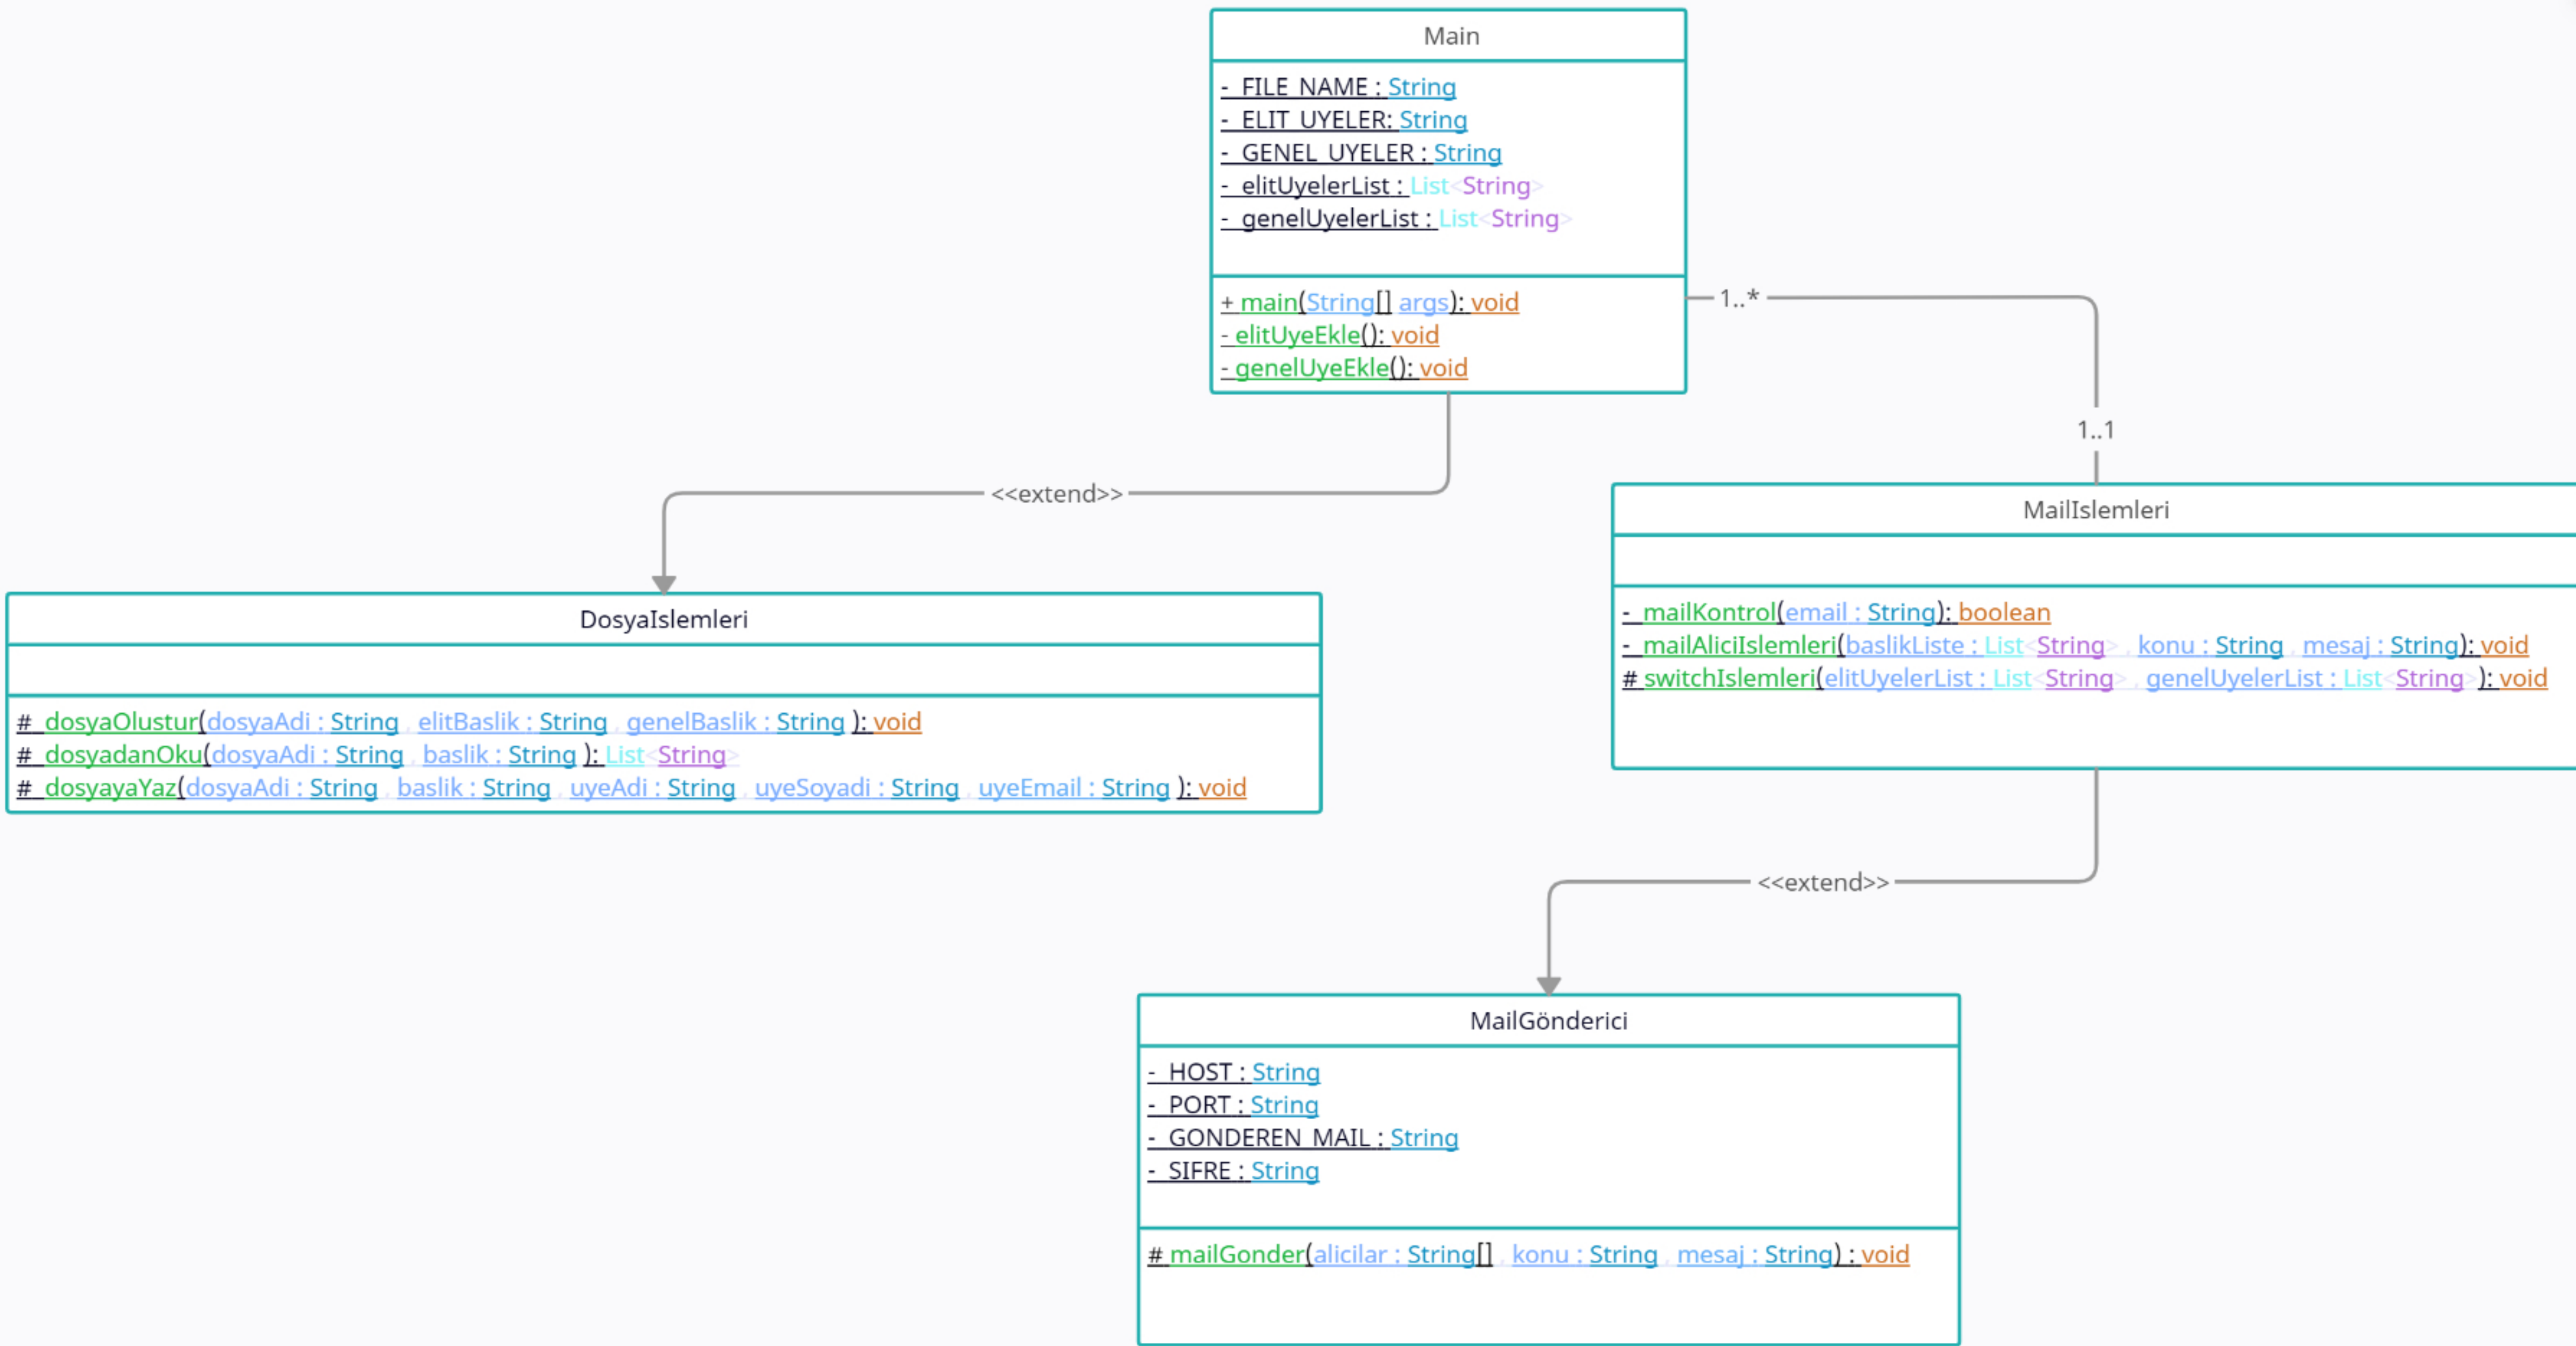 Main
- FILE_NAME : String
- ELIT_UYELER: String
- GENEL_UYELER : String
- elitUyelerList : List<String>
- genelUyelerList : List<String>
+ main(String[] args): void
- elitUyeEkle(): void
- genelUyeEkle(): void
1..*
1..1
<<extend>>
MailIslemleri
- mailKontrol(email : String): boolean
- mailAliciIslemleri(baslikListe : List<String> , konu : String , mesaj : String): void
# switchIslemleri(elitUyelerList : List<String> , genelUyelerList : List<String>): void
DosyaIslemleri
# dosyaOlustur(dosyaAdi : String , elitBaslik : String , genelBaslik : String ): void
# dosyadanOku(dosyaAdi : String , baslik : String ): List<String>
# dosyayaYaz(dosyaAdi : String , baslik : String , uyeAdi : String , uyeSoyadi : String , uyeEmail : String ): void
<<extend>>
MailGönderici
- HOST : String
- PORT : String
- GONDEREN_MAIL : String
- SIFRE : String
# mailGonder(alicilar : String[] , konu : String , mesaj : String) : void